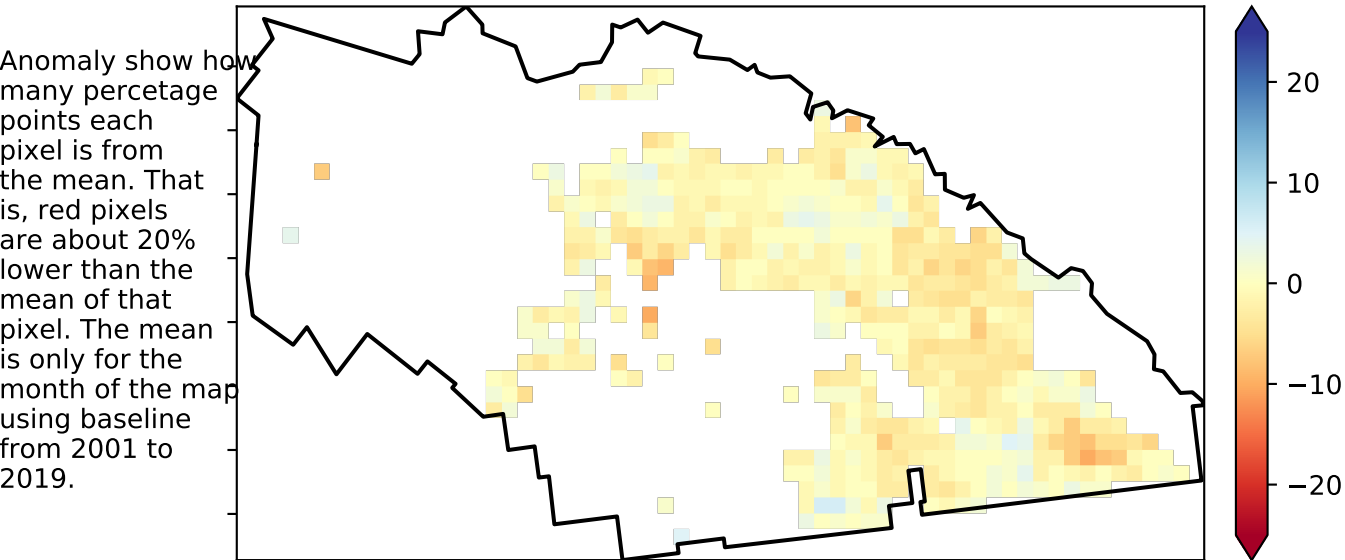 Anomaly show how
many percetage
points each
pixel is from
the mean. That
is, red pixels
are about 20%
lower than the
mean of that
pixel. The mean
is only for the
month of the map
using baseline
from 2001 to
2019.
20
10
0
−10
−20